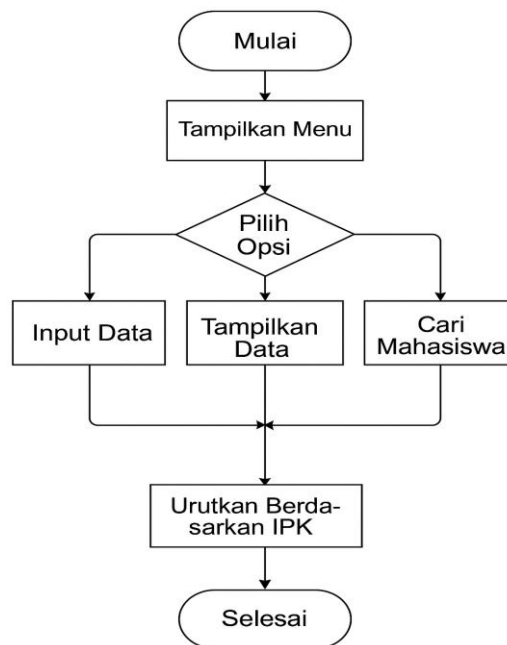 Mulai
Tampilkan Menu
Pilih
Opsi
Input Data
Tampilkan
Data
Cari
Mahasiswa
Urutkan Berda-
sarkan IPK
Selesai